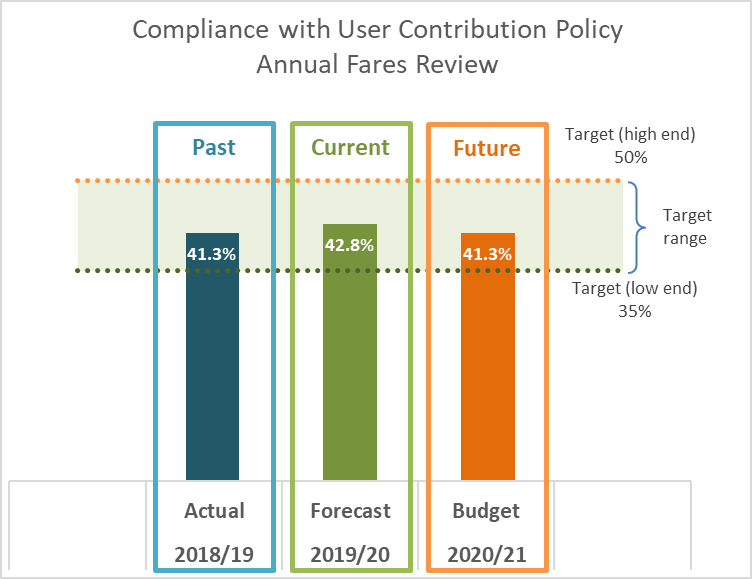 Compliance with User Contribution Policy
Annual Fares Review
Past
Current
Future
Target (high end)
50%
Target
range
41.3%
42.8%
41.3%
Target (low end)
35%
Actual
Forecast
Budget
2018/19
2019/20
2020/21